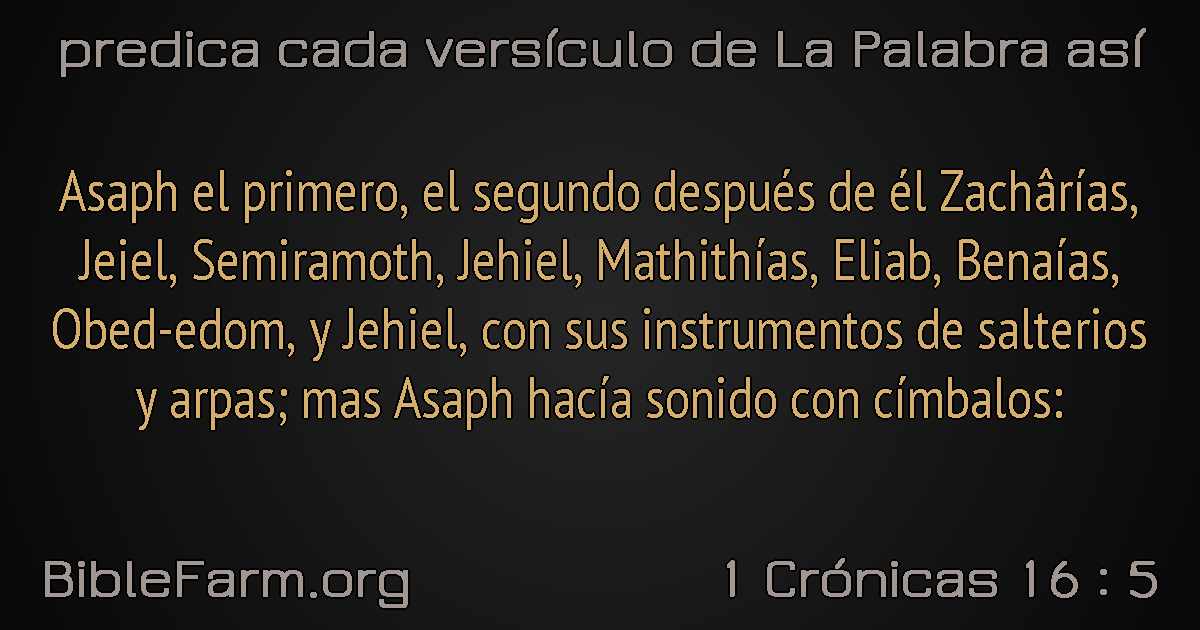 predica cada versículo de La Palabra así
Asaph el primero, el segundo después de él Zachârías,
Jeiel, Semiramoth, Jehiel, Mathithías, Eliab, Benaías,
Obed-edom, y Jehiel, con sus instrumentos de salterios
y arpas; mas Asaph hacía sonido con címbalos:
BibleFarm.org
1 Crónicas 16 : 5